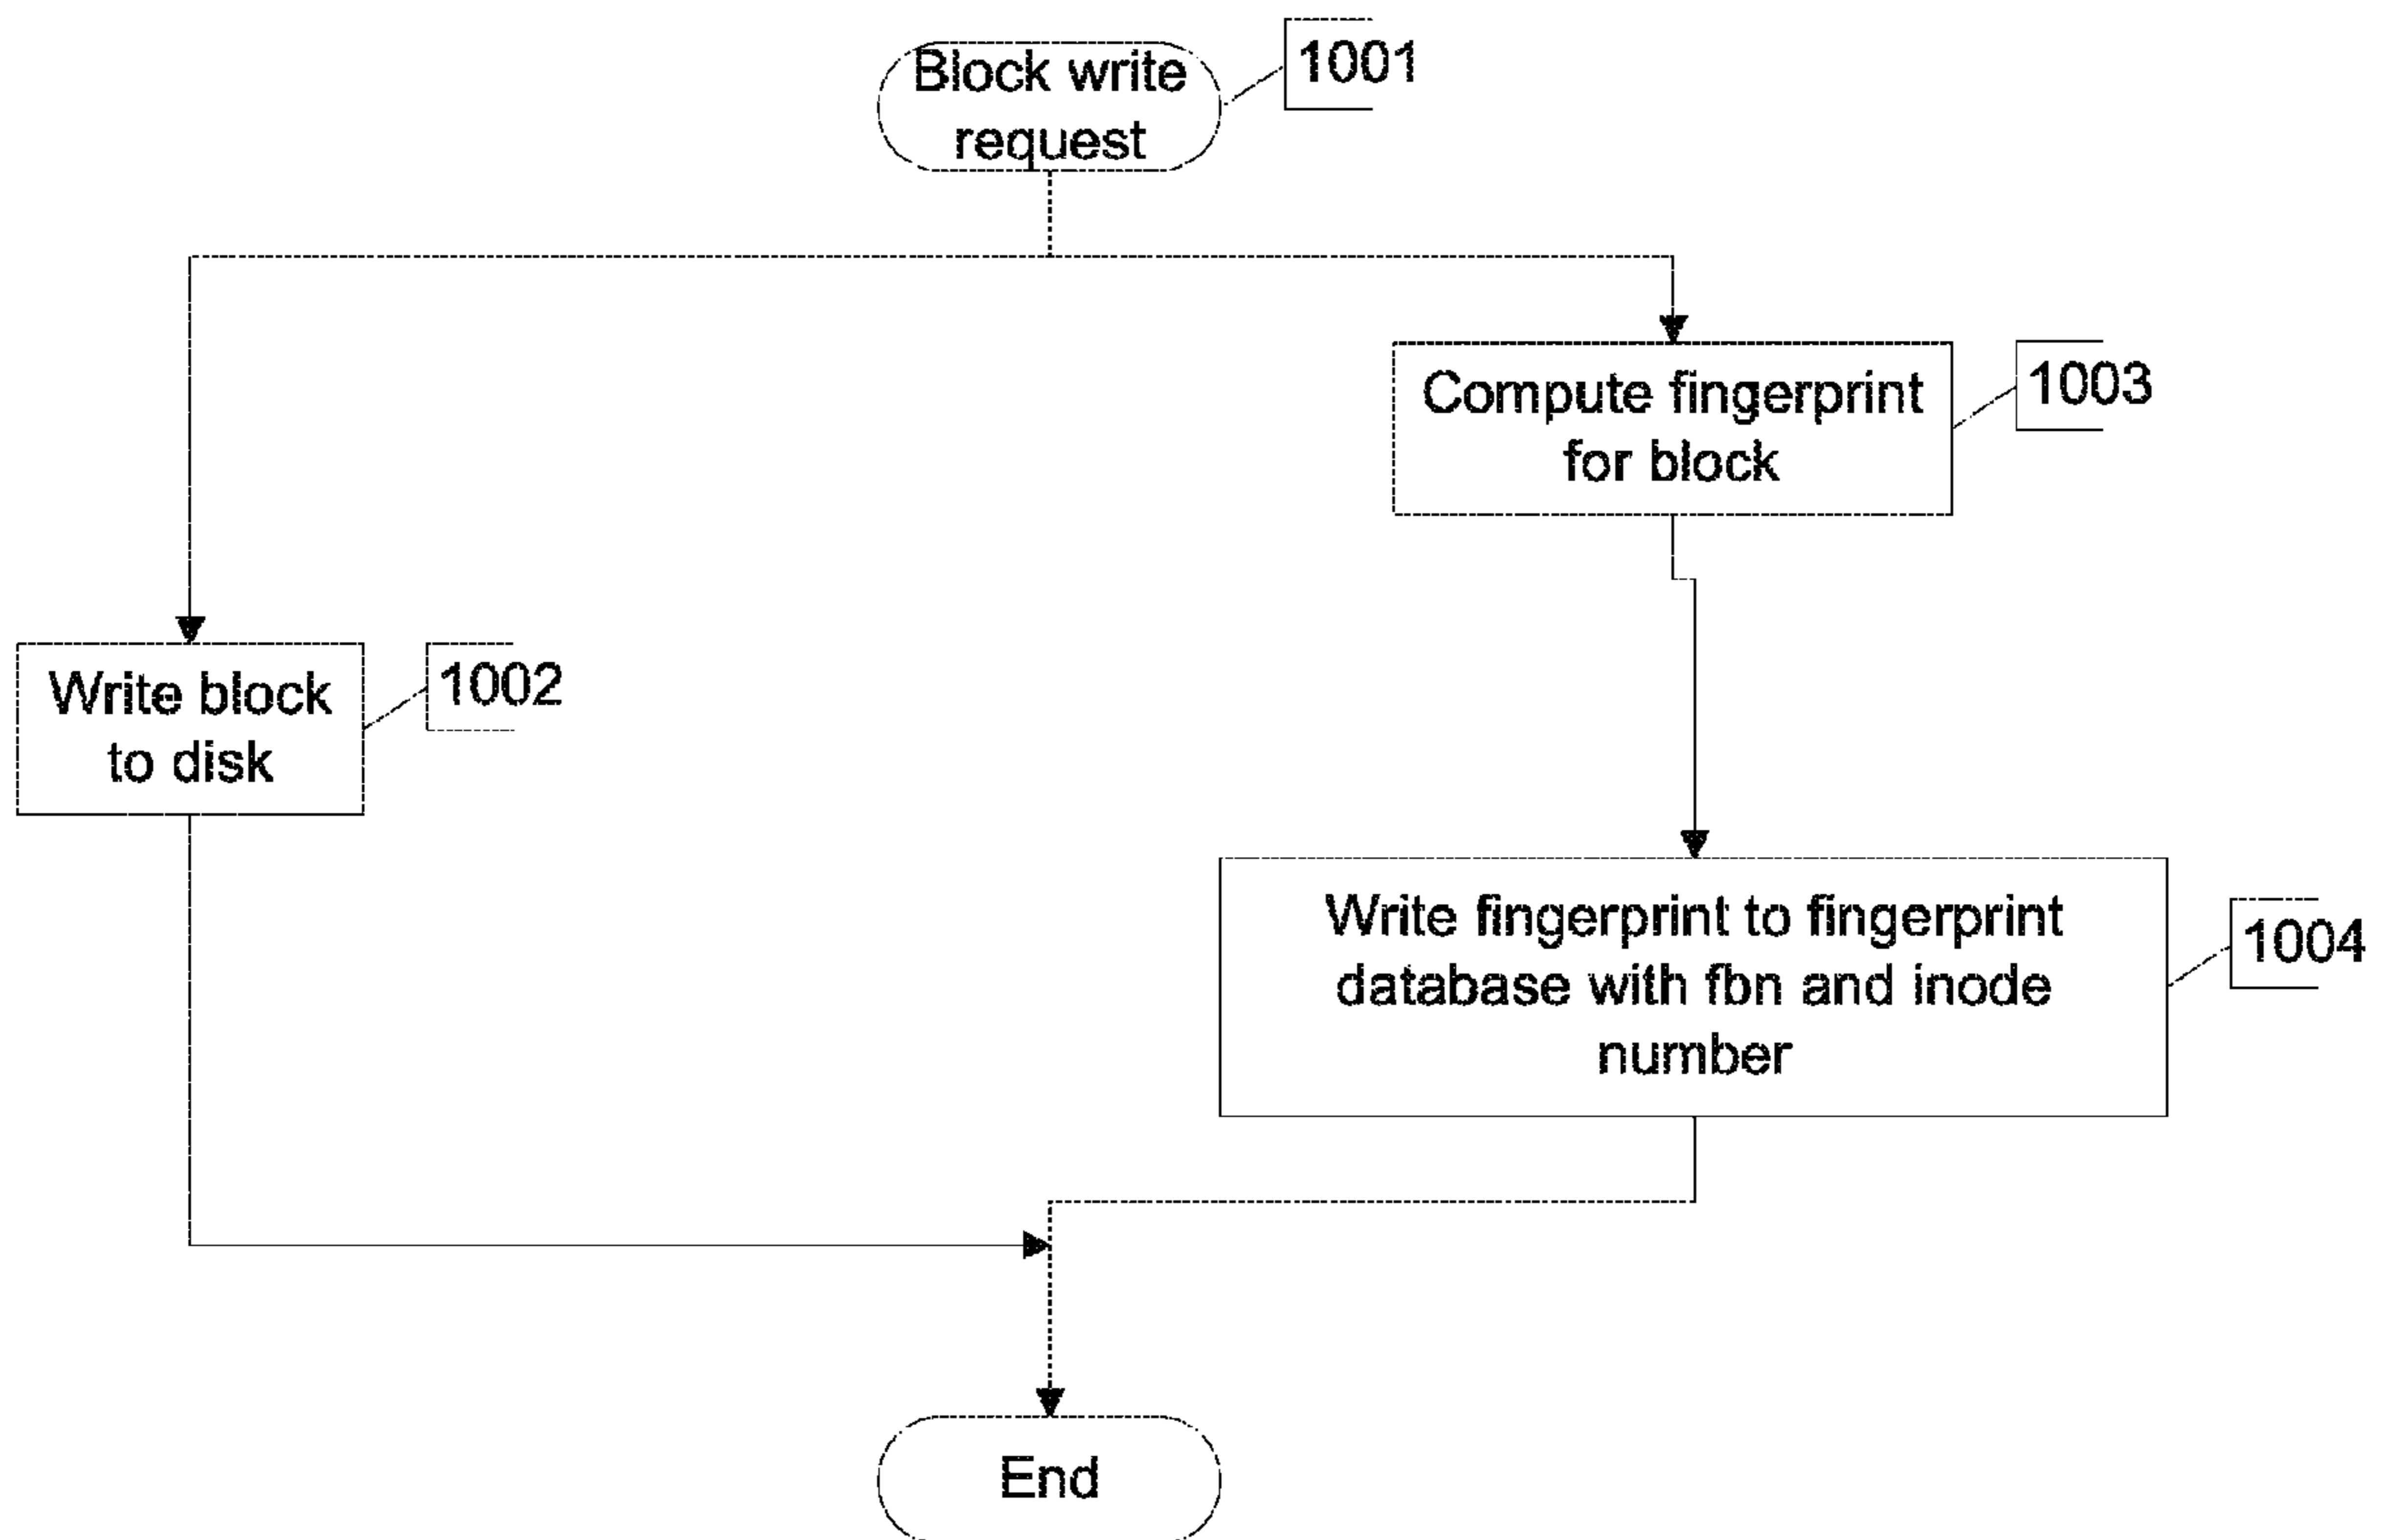 Block write
request
1001
Compute fingerprint
for block
1003
Write block
to disk
1002
Write fingerprint to fingerprint
database with fbn and inode
number
1004
End